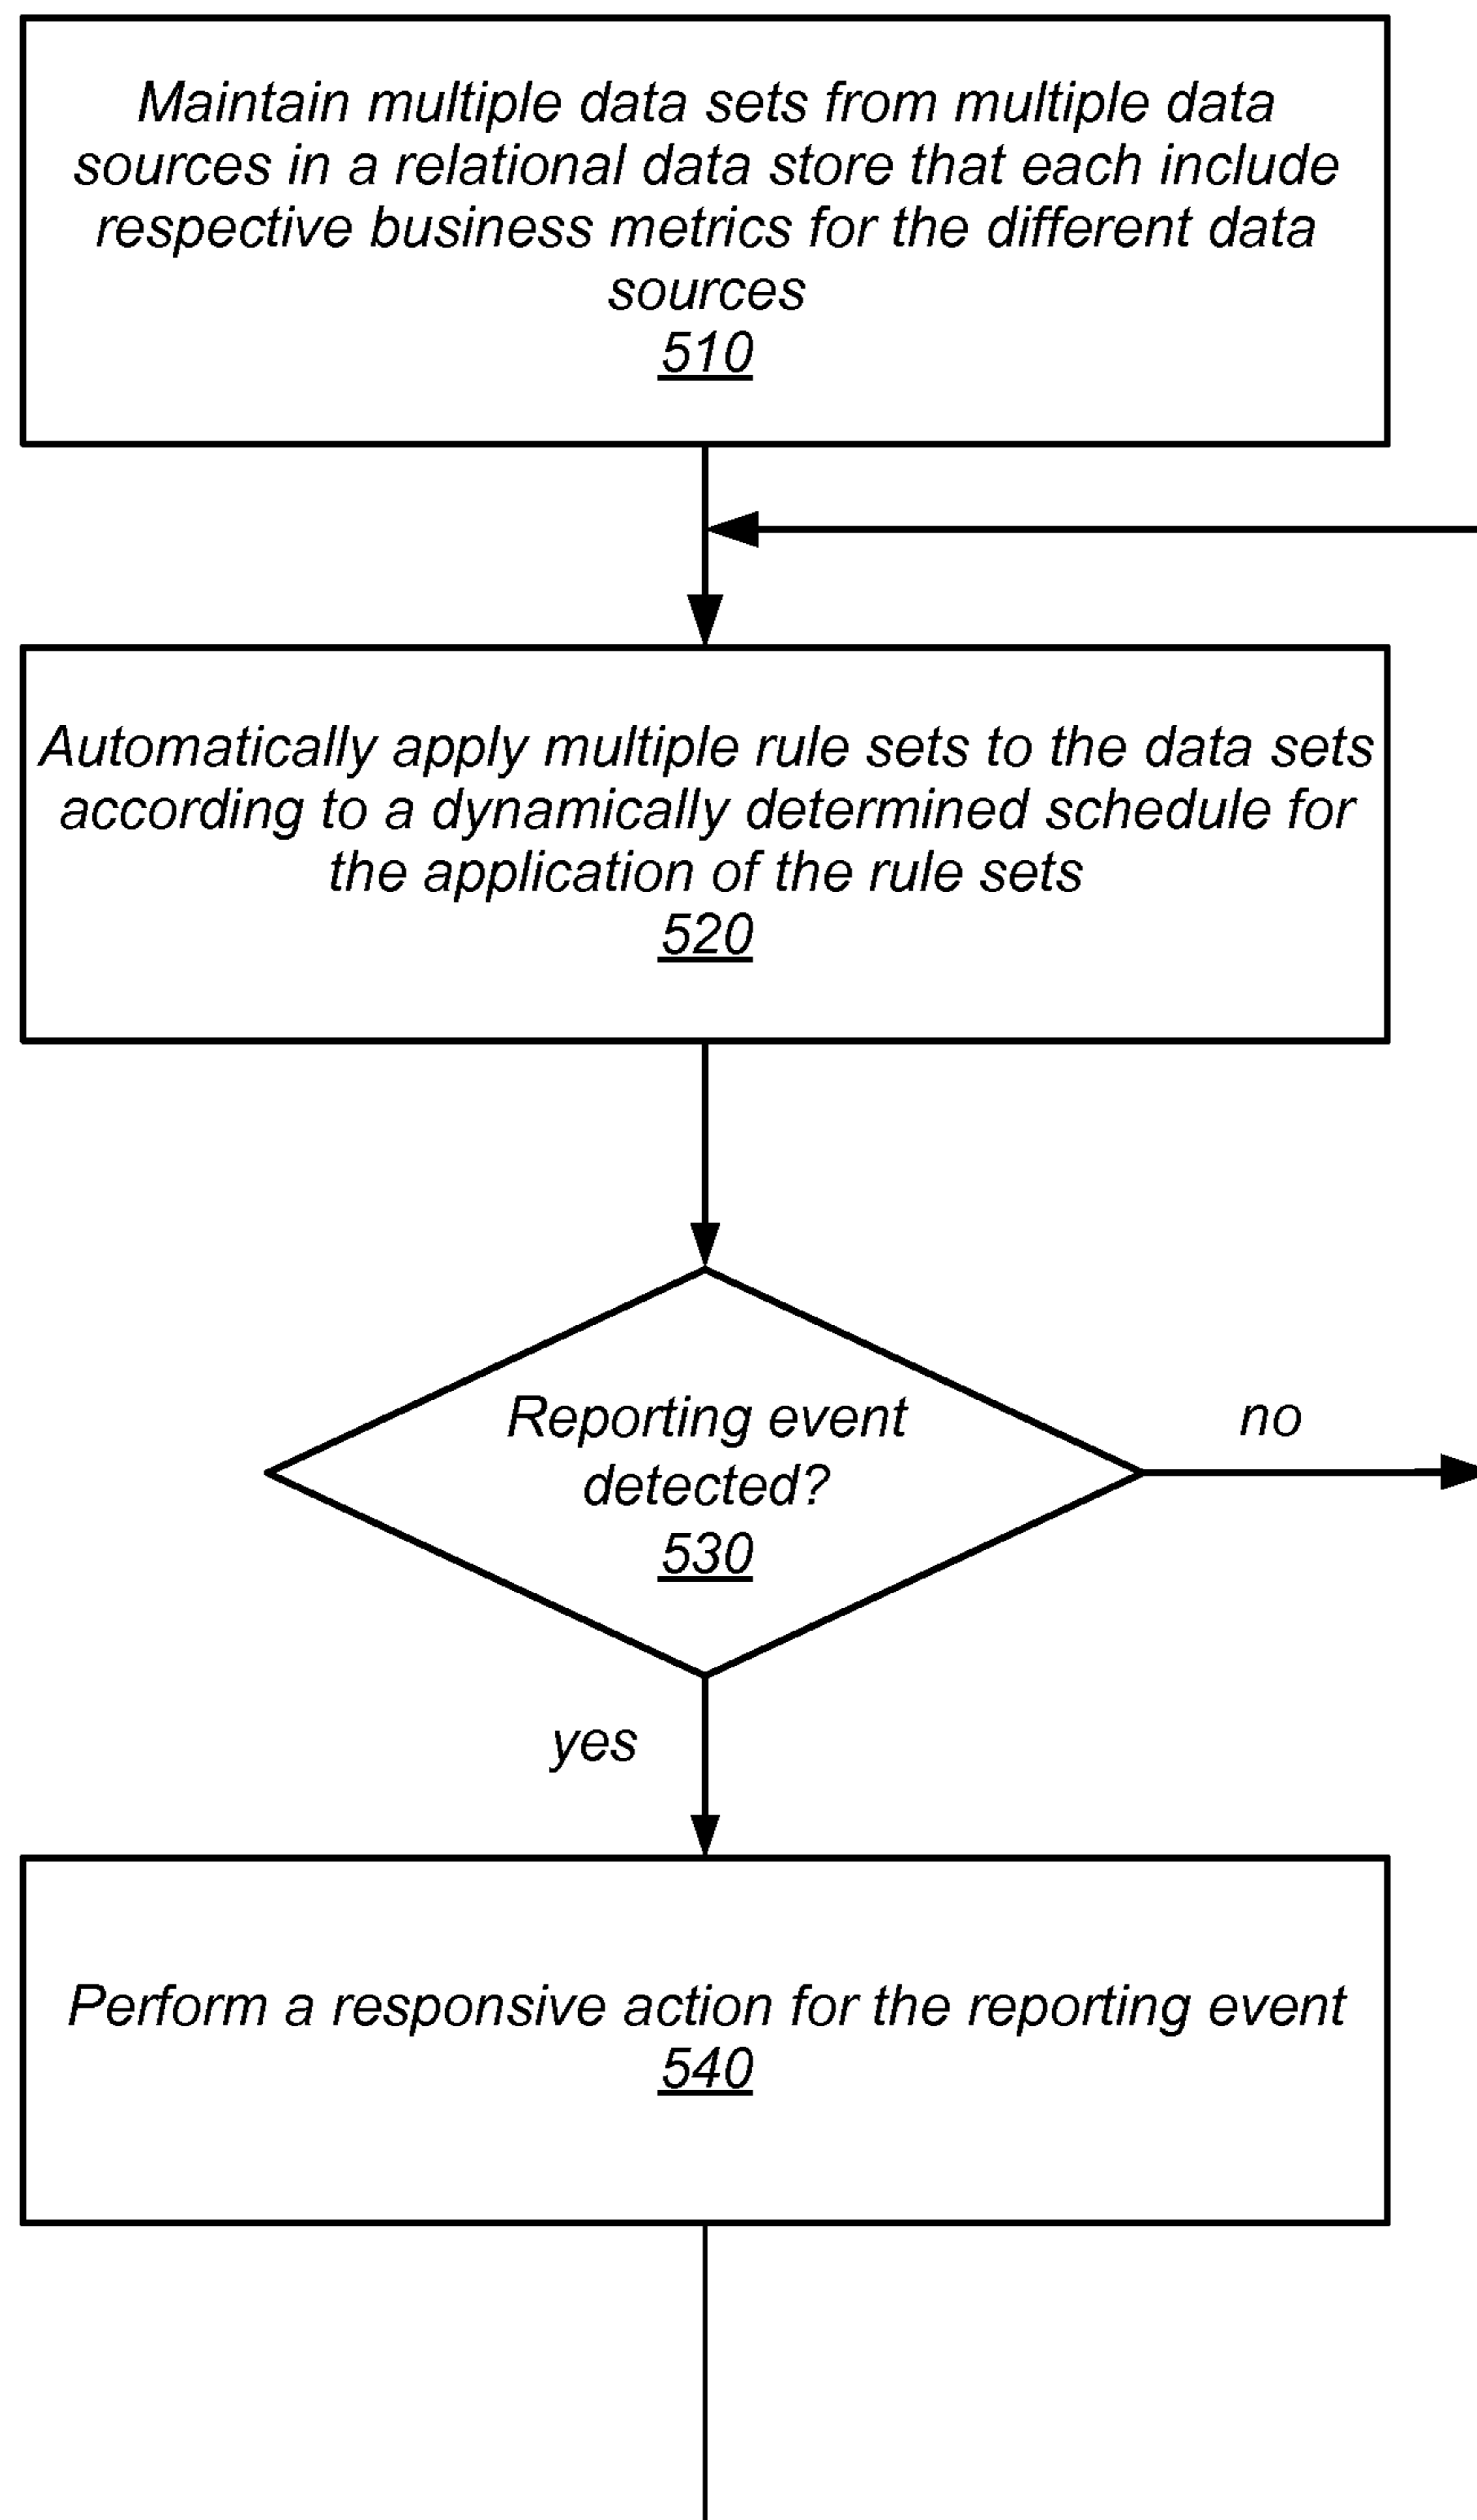 Maintain multiple data sets from multiple data
sources in a relational data store that each include
respective business metrics for the different data
sources
510
Automatically apply multiple rule sets to the data sets
according to a dynamically determined schedule for
the application of the rule sets
520
Reporting event
detected?
530
no
yes
Perform a responsive action for the reporting event
540